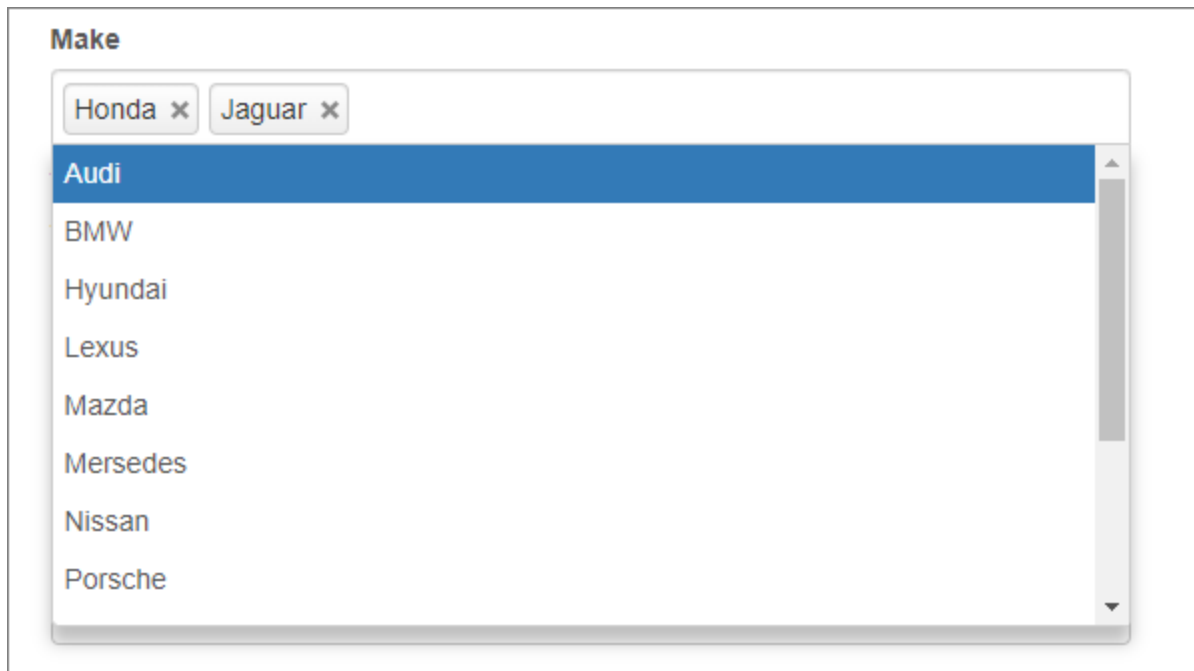 Make
Honda × Jaguar ×
Audi
BMW
Hyundai
Lexus
Mazda
Mersedes
Nissan
Porsche